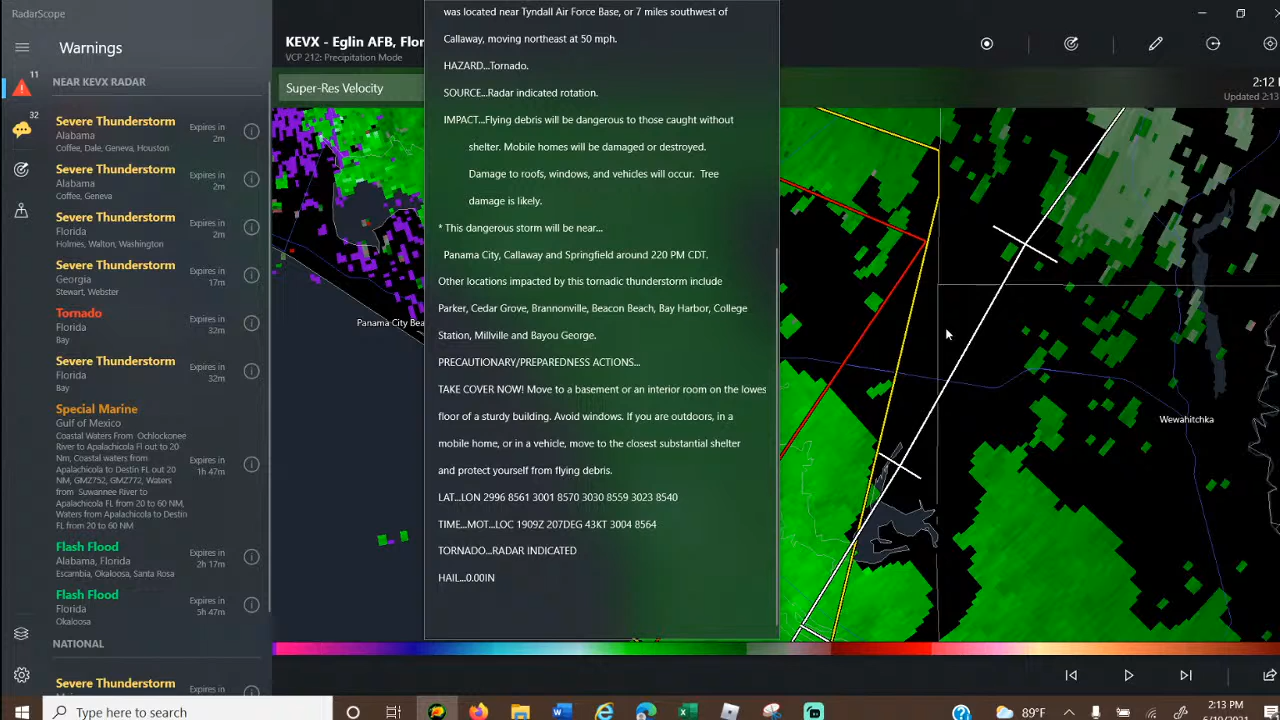 RadarScope
Warnings
11
32
NEAR KEVX RADAR
Severe Thunderstorm
Alabama
Coffee, Dale, Geneva, Houston
Expires in
2m
Severe Thunderstorm
Alabama
Coffee, Geneva
Expires in
2m
Severe Thunderstorm
Florida
Holmes, Walton, Washington
Expires in
2m
Severe Thunderstorm
Georgia
Stewart, Webster
Expires in
17m
Tornado
Florida
Bay
Expires in
32m
Severe Thunderstorm
Florida
Bay
Expires in
32m
Special Marine
Gulf of Mexico
Coastal Waters From Ochlockonee
River to Apalachicola Fl out to 20
Nm; Coastal waters from
Apalachicola to Destin FL out 20
NM, GMZ752, GMZ772, Waters
from Suwannee River to
Apalachicola FL from 20 to 60 NM,
Waters from Apalachicola to Destin
FL from 20 to 60 NM
Expires in
1h 47m
Flash Flood
Alabama, Florida
Escambia, Okaloosa, Santa Rosa
Expires in
2h 17m
Flash Flood
Florida
Okaloosa
Expires in
5h 47m
NATIONAL
Severe Thunderstorm
Expires in
KEVX - Eglin AFB, Flor
VCP 212: Precipitation Mode
Super-Res Velocity
Panama City Bea
was located near Tyndall Air Force Base, or 7 miles southwest of
Callaway, moving northeast at 50 mph.
HAZARD...Tornado.
SOURCE...Radar indicated rotation.
IMPACT...Flying debris will be dangerous to those caught without
shelter. Mobile homes will be damaged or destroyed.
Damage to roofs, windows, and vehicles will occur. Tree
damage is likely.
* This dangerous storm will be near...
Panama City, Callaway and Springfield around 220 PM CDT.
Other locations impacted by this tornadic thunderstorm include
Parker, Cedar Grove, Brannonville, Beacon Beach, Bay Harbor, College
Station, Millville and Bayou George.
PRECAUTIONARY/PREPAREDNESS ACTIONS...
TAKE COVER NOW! Move to a basement or an interior room on the lowes
floor of a sturdy building. Avoid windows. If you are outdoors, in a
mobile home, or in a vehicle, move to the closest substantial shelter
and protect yourself from flying debris.
LAT...LON 2996 8561 3001 8570 3030 8559 3023 8540
TIME...MOT...LOC 1909Z 207DEG 43KT 3004 8564
TORNADO...RADAR INDICATED
HAIL...0.00IN
2:12
Updated 2:13
Wewahitchka
Type here to search
89°F
2:13 PM